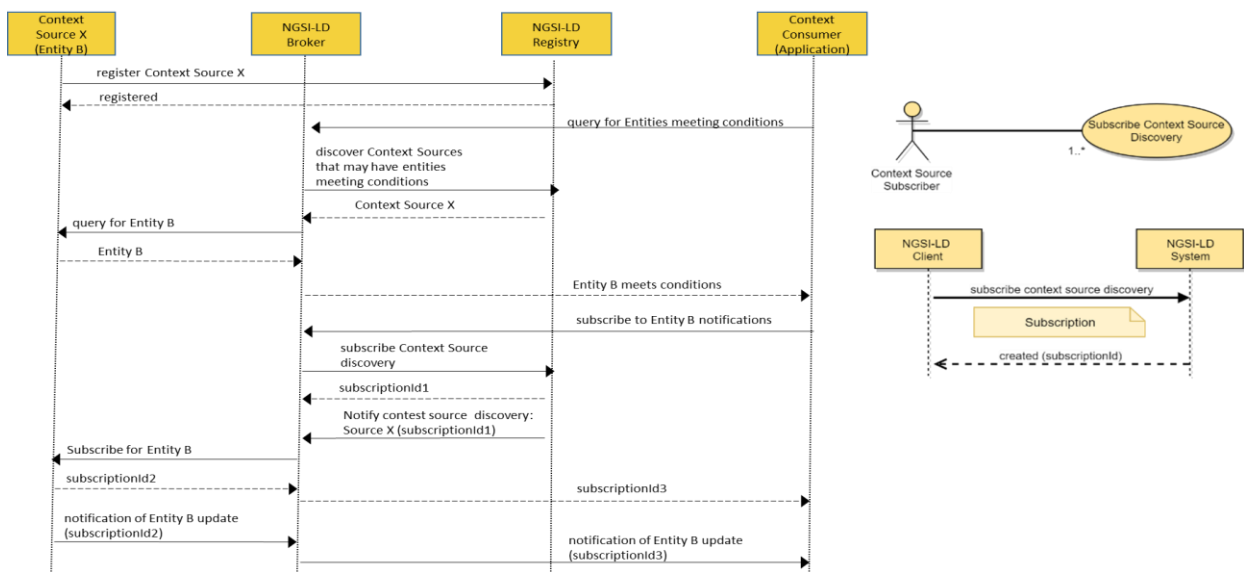 Context
Source X
(Entity B)
NGSI-LD
Broker
NGSI-LD
Registry
Context
Consumer
(Application)
register Context Source X
registered
query for Entities meeting conditions
discover Context Sources
that may have entities
meeting conditions
Context Source X
query for Entity B
Entity B
Entity B meets conditions
subscribe to Entity B notifications
subscribe Context Source
discovery
subscriptionId1
Notify contest source discovery:
Source X (subscriptionId1)
Subscribe for Entity B
subscriptionId2
subscriptionId3
notification of Entity B update
(subscriptionId2)
notification of Entity B update
(subscriptionId3)
Subscribe Context Source
Discovery
1..*
Context Source
Subscriber
NGSI-LD
Client
NGSI-LD
System
subscribe context source discovery
Subscription
created (subscriptionId)